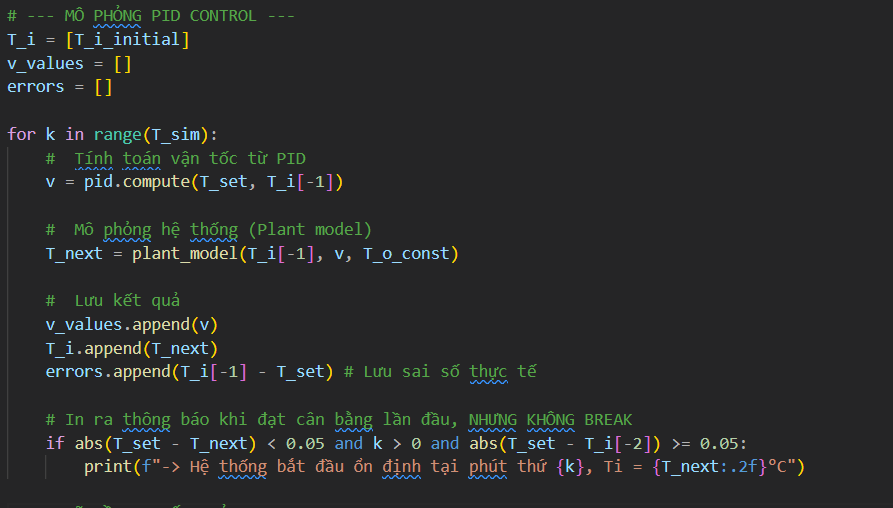 # --- MÔ PHỎNG PID CONTROL ---
T_i = [T_i_initial]
v_values = []
errors = []
for k in range(T_sim):
#  Tính toán vận tốc từ PID
v = pid.compute(T_set, T_i[-1])
#  Mô phỏng hệ thống (Plant model)
T_next = plant_model(T_i[-1], v, T_o_const)
#  Lưu kết quả
v_values.append(v)
T_i.append(T_next)
errors.append(T_i[-1] - T_set) # Lưu sai số thực tế
# In ra thông báo khi đạt cân bằng lần đầu, NHƯNG KHÔNG BREAK
if abs(T_set - T_next) < 0.05 and k > 0 and abs(T_set - T_i[-2]) >= 0.05:
print(f"-> Hệ thống bắt đầu ổn định tại phút thứ {k}, Ti = {T_next:.2f}°C")